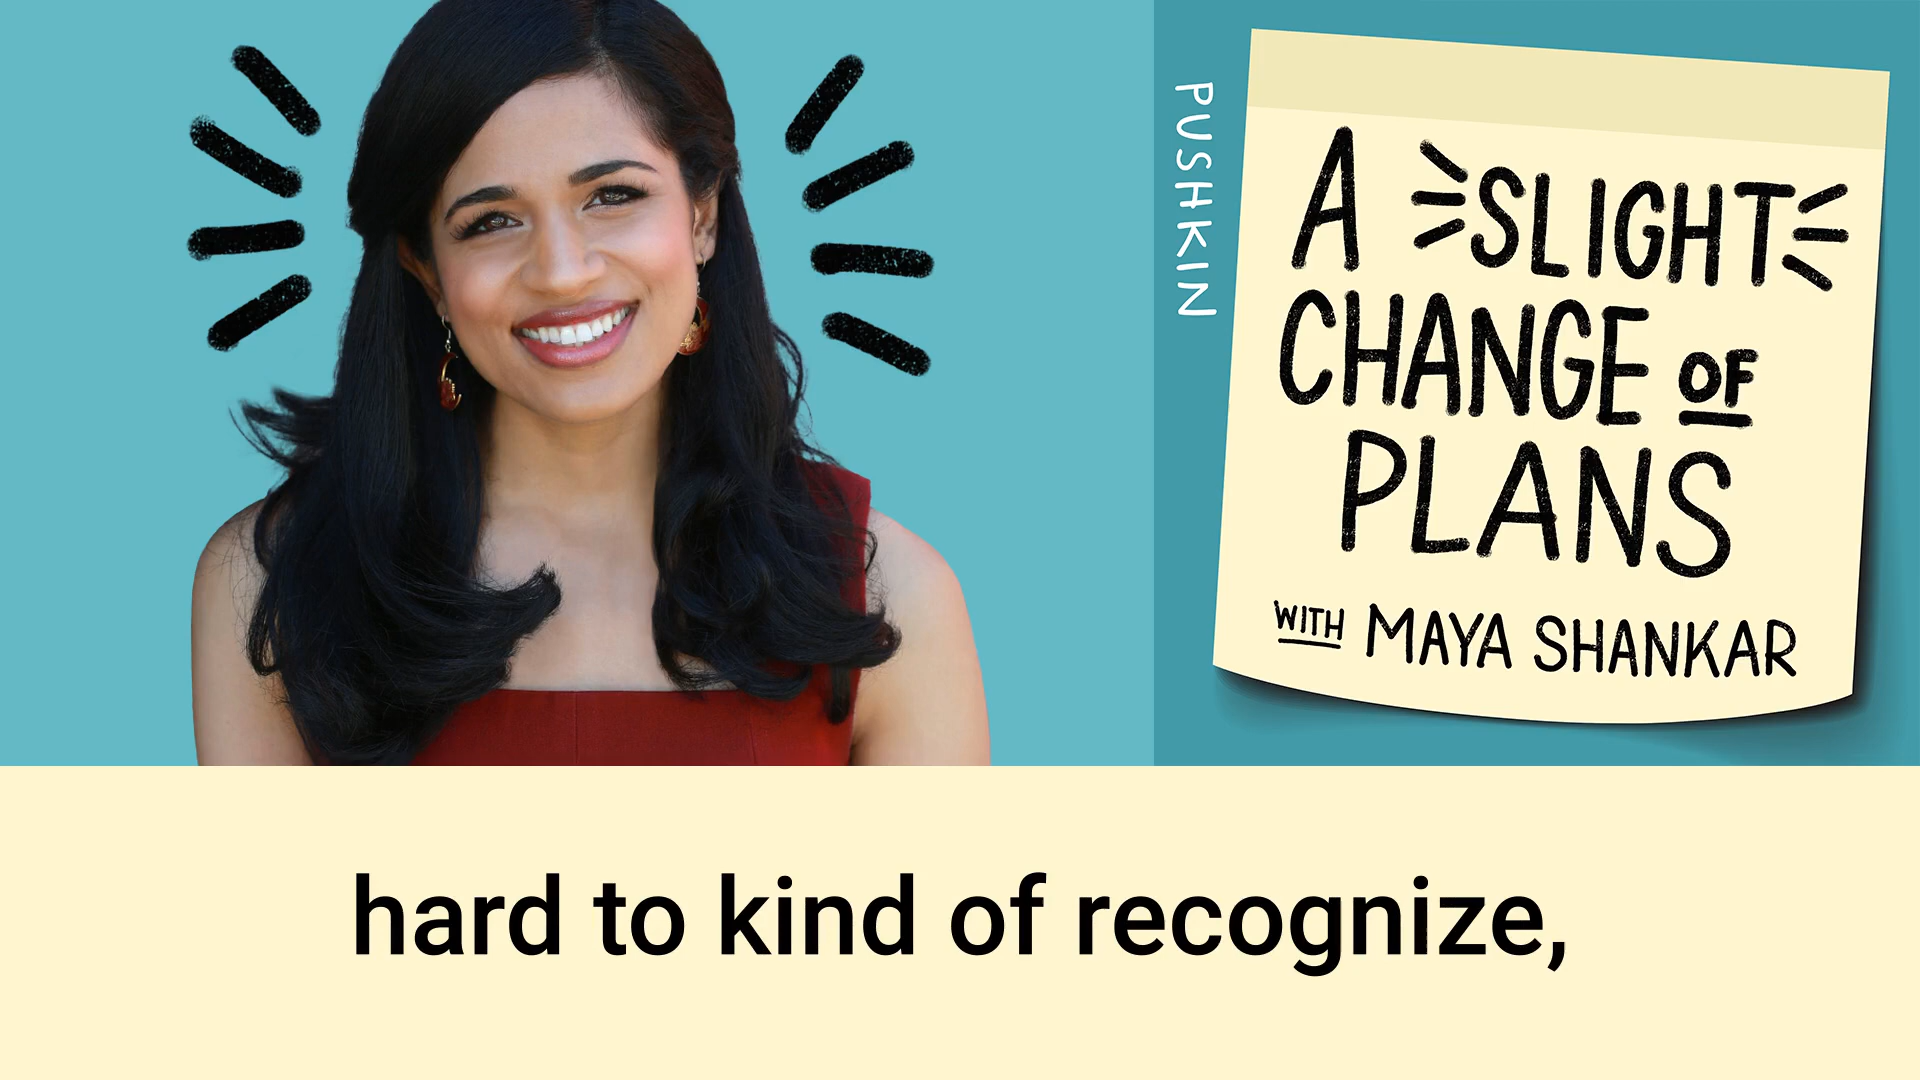 PUSHKIN
A SLIGHT
CHANGE OF
PLANS
WITH MAYA SHANKAR
hard to kind of recognize,